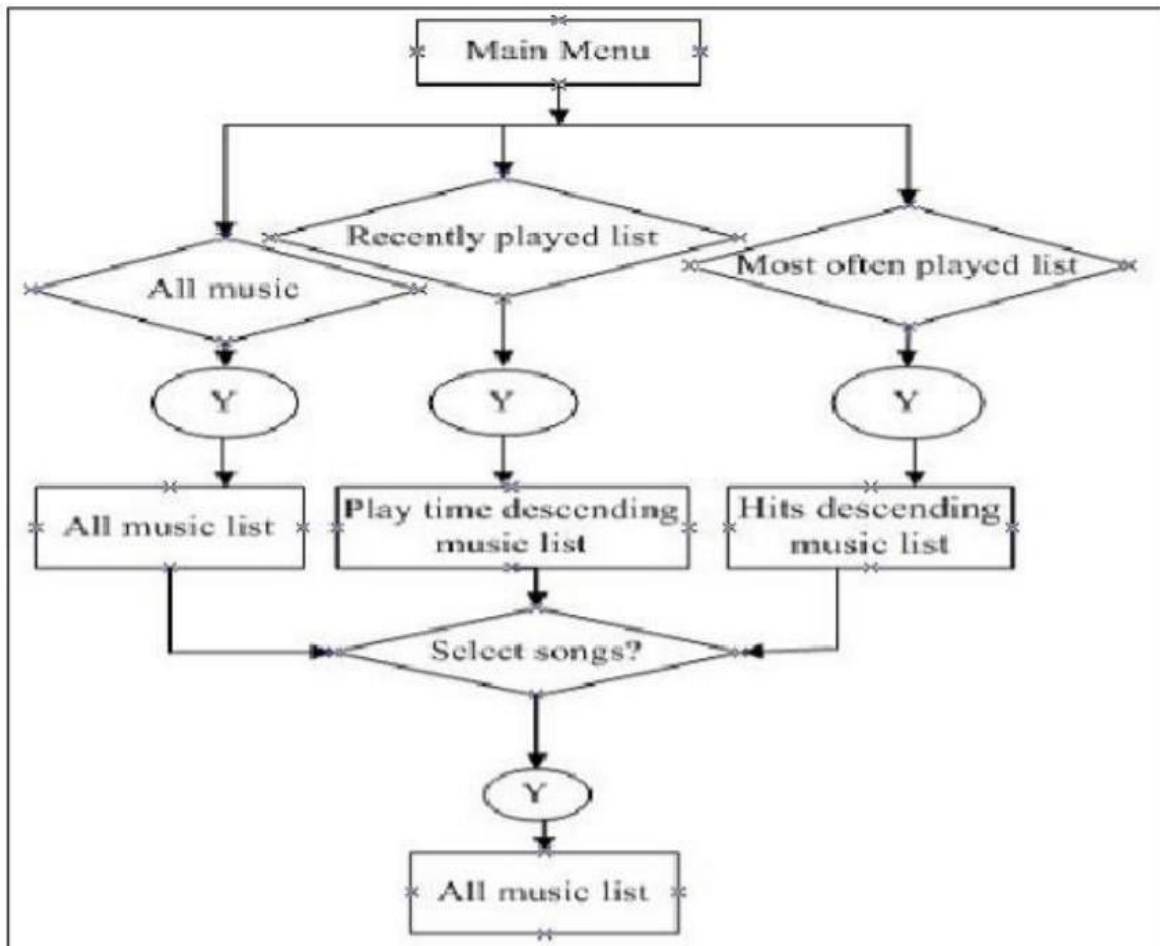 Main Menu
Recently played list
All music
Most often played list
Y
Y
Y
All music list
Play time descending
music list
Hits descending
music list
Select songs?
Y
All music list